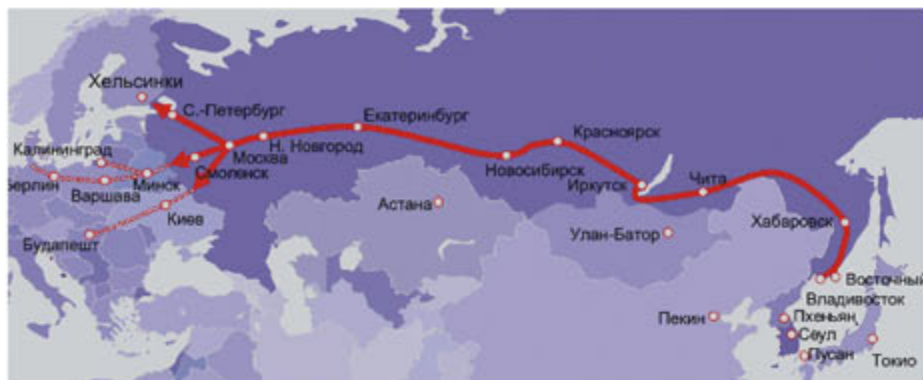 Хельсинки
С.-Петербург
Екатеринбург
Красноярск
Калининград
Москва
Н. Новгород
Новосибирск
Смоленск
Берлин
Варшава
Минск
Иркутск
Чита
Киев
Астана
Хабаровск
Будапешт
Улан-Батор
Восточный
Владивосток
Пекин
Пхеньян
Сеул
Пусан
Токио